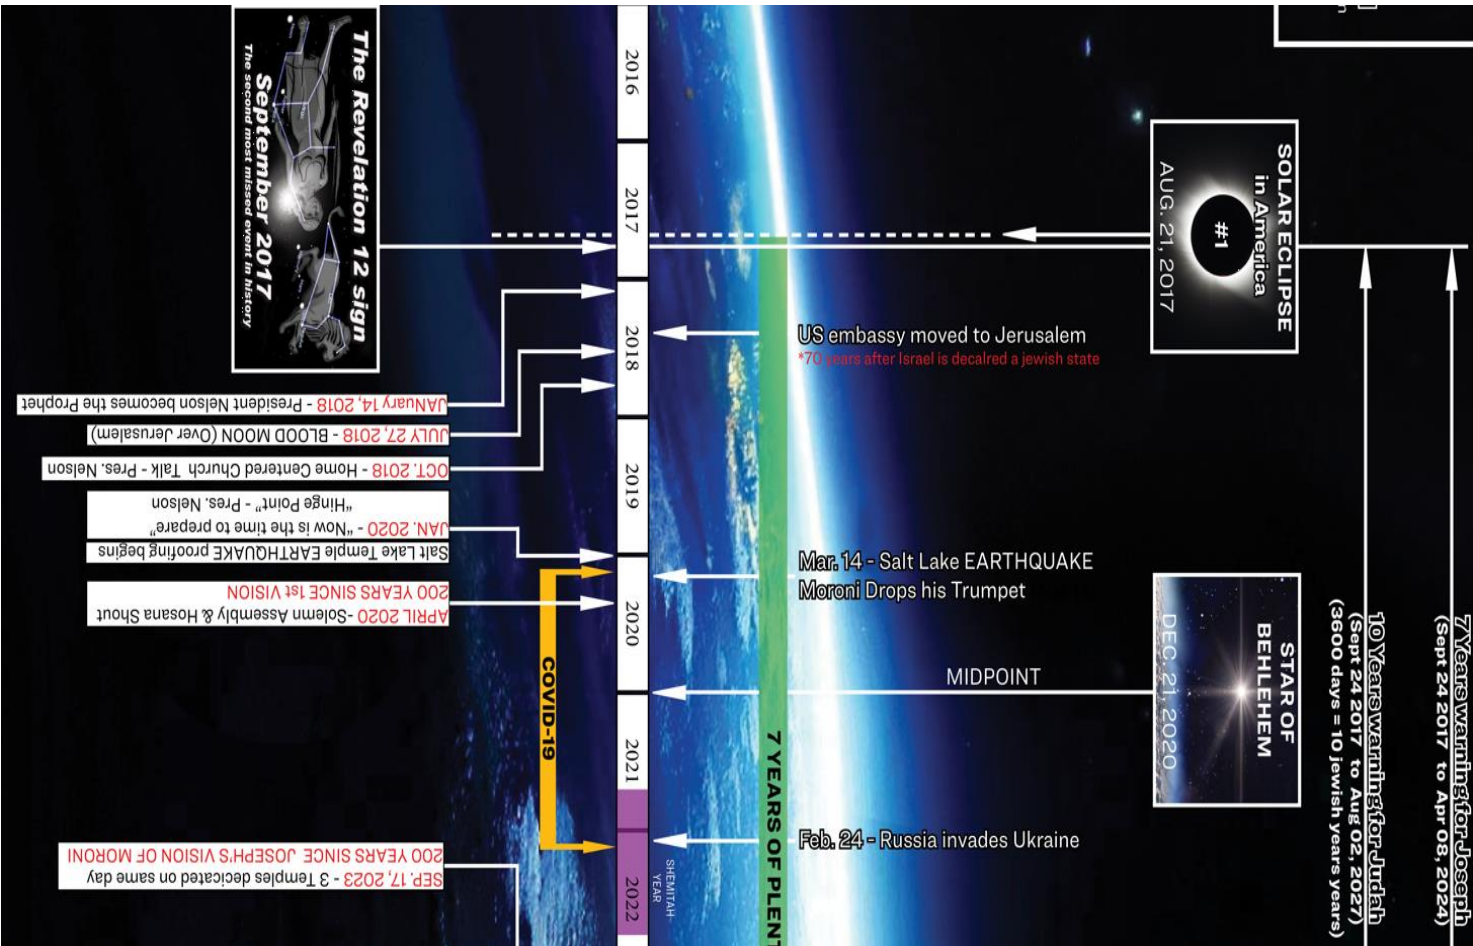 The Revelation 12 sign
September 2017
The second most missed event in history
2016
2017
2018
2019
2020
2021
2022
SHEMITAH
YEAR
SOLAR ECLIPSE
in America
#1
AUG. 21, 2017
US embassy moved to Jerusalem
*70 years after Israel is decalred a jewish state
JANuary 14, 2018 - President Nelson becomes the Prophet
JULY 27, 2018 - BLOOD MOON (Over Jerusalem)
OCT. 2018 - Home Centered Church Talk - Pres. Nelson
JAN. 2020 - "Now is the time to prepare"
"Hinge Point" - Pres. Nelson
Salt Lake Temple EARTHQUAKE proofing begins
APRIL 2020 -Solemn Assembly & Hosana Shout
200 YEARS SINCE 1st VISION
COVID-19
Mar. 14 - Salt Lake EARTHQUAKE
Moroni Drops his Trumpet
MIDPOINT
STAR OF
BEHLEHEM
DEC. 21, 2020
7 YEARS OF PLENT
Feb. 24 - Russia invades Ukraine
SEP. 17, 2023 - 3 Temples decicated on same day
200 YEARS SINCE JOSEPH'S VISION OF MORONI
7 Years warning for Joseph
(Sept 24 2017 to Apr 08, 2024)
10 Years warning for Judah
(Sept 24 2017 to Aug 02, 2027)
(3600 days = 10 jewish years years)